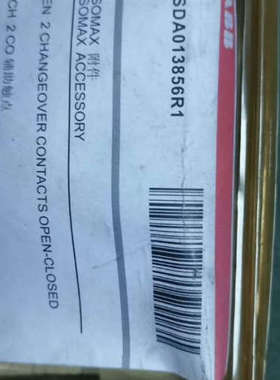 ABB
SDA013856R1
SOMAX 附件
SOMAX ACCESSORY
EN 2 CHANGEOVER CONTACTS OPEN-CLOSED
CH 2 CO 辅助触点